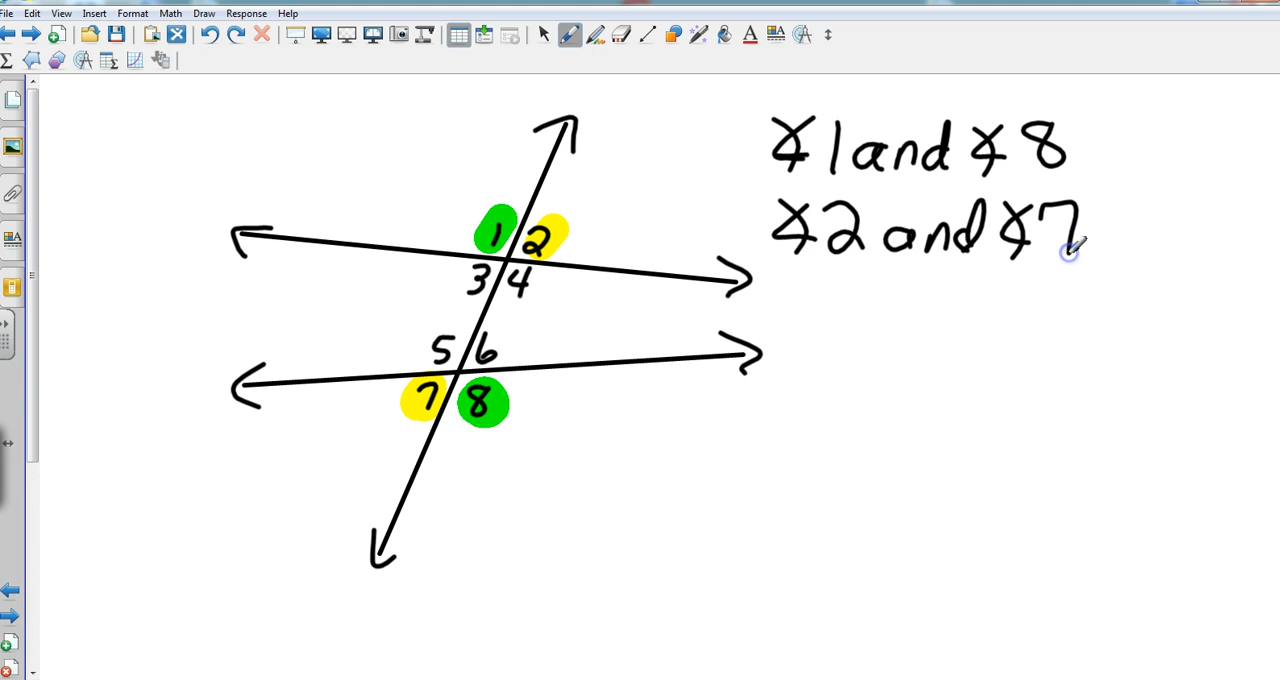 File Edit View Insert Format Math Draw Response Help
∡1 and ∡8
∡2 and ∡7
1 2
3 4
5 6
7 8